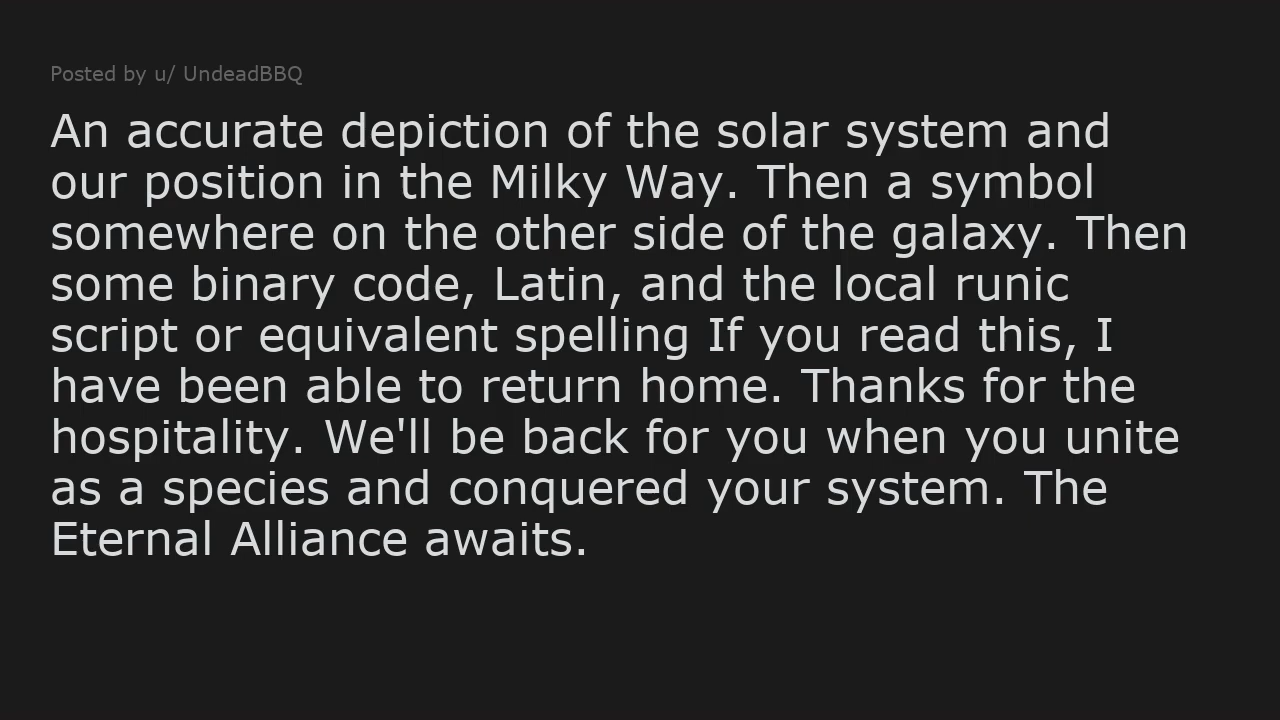 Posted by u/ UndeadBBQ
An accurate depiction of the solar system and
our position in the Milky Way. Then a symbol
somewhere on the other side of the galaxy. Then
some binary code, Latin, and the local runic
script or equivalent spelling If you read this, I
have been able to return home. Thanks for the
hospitality. We'll be back for you when you unite
as a species and conquered your system. The
Eternal Alliance awaits.